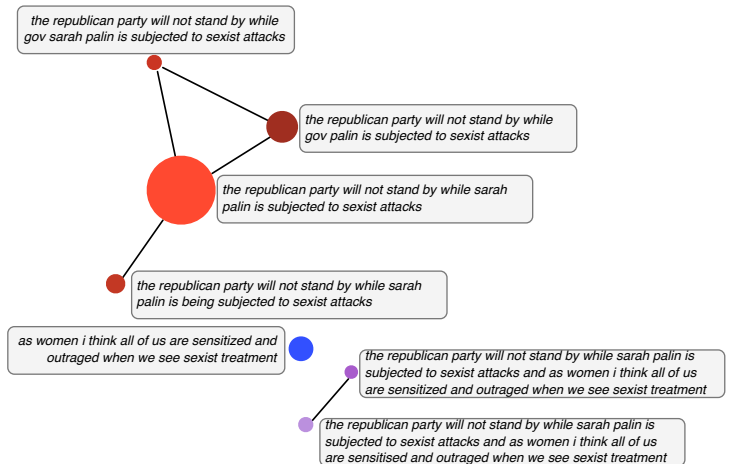 the republican party will not stand by while
gov sarah palin is subjected to sexist attacks
the republican party will not stand by while
gov palin is subjected to sexist attacks
the republican party will not stand by while sarah
palin is subjected to sexist attacks
the republican party will not stand by while sarah
palin is being subjected to sexist attacks
as women i think all of us are sensitized and
outraged when we see sexist treatment
the republican party will not stand by while sarah palin is
subjected to sexist attacks and as women i think all of us
are sensitized and outraged when we see sexist treatment
the republican party will not stand by while sarah palin is
subjected to sexist attacks and as women i think all of us
are sensitised and outraged when we see sexist treatment